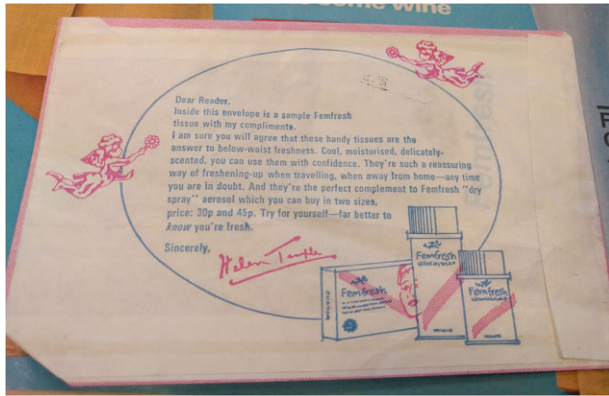 ome wine
Dear Reader,
Inside this envelope is a sample Femfresh
tissue with my compliments.
I am sure you will agree that these handy tissues are the
answer to below-waist freshness. Cool, moisturised, delicately-
scented, you can use them with confidence. They're such a reassuring
way of freshening-up when travelling, when away from home—any time
you are in doubt. And they're the perfect complement to Femfresh "dry
spray" aerosol which you can buy in two sizes,
price: 30p and 45p. Try for yourself—far better to
know you're fresh.
Sincerely,
Helen Temple
Femfresh
Femfresh
Femfresh